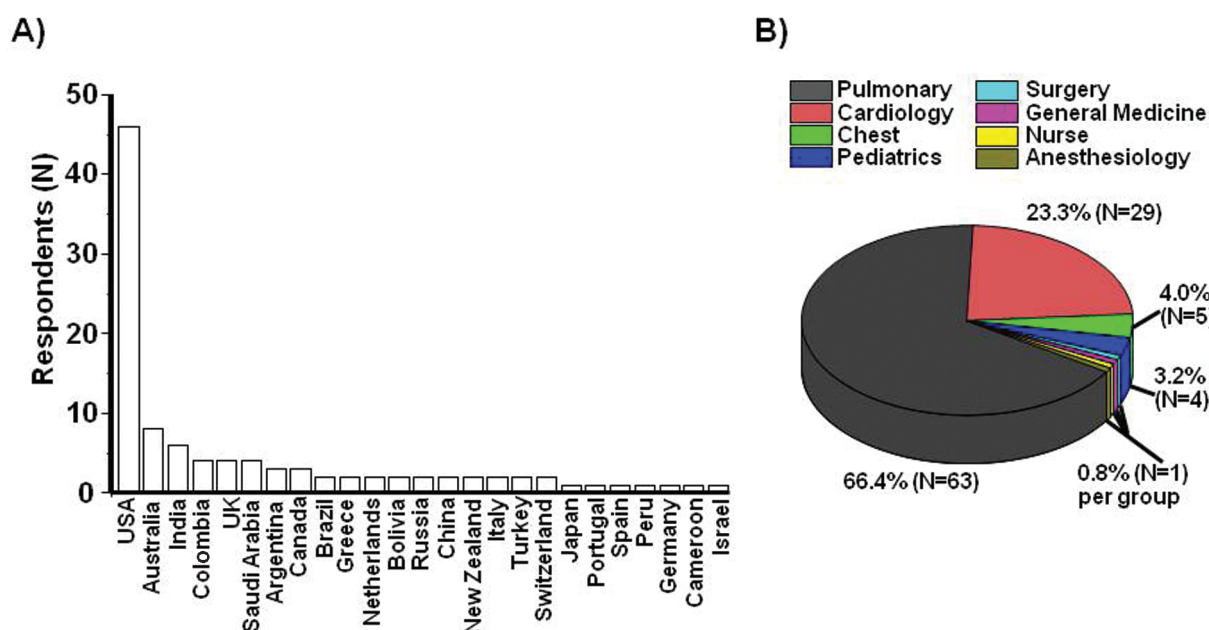 A)
50
40
30
20
10
0
Respondents (N)
USA
Australia
India
Colombia
UK
Saudi Arabia
Argentina
Canada
Brazil
Greece
Netherlands
Bolivia
Russia
China
New Zealand
Italy
Turkey
Switzerland
Japan
Portugal
Spain
Peru
Germany
Cameroon
Israel
B)
Pulmonary
Cardiology
Chest
Pediatrics
Surgery
General Medicine
Nurse
Anesthesiology
23.3% (N=29)
4.0%
(N=5)
3.2%
(N=4)
0.8% (N=1)
per group
66.4% (N=63)